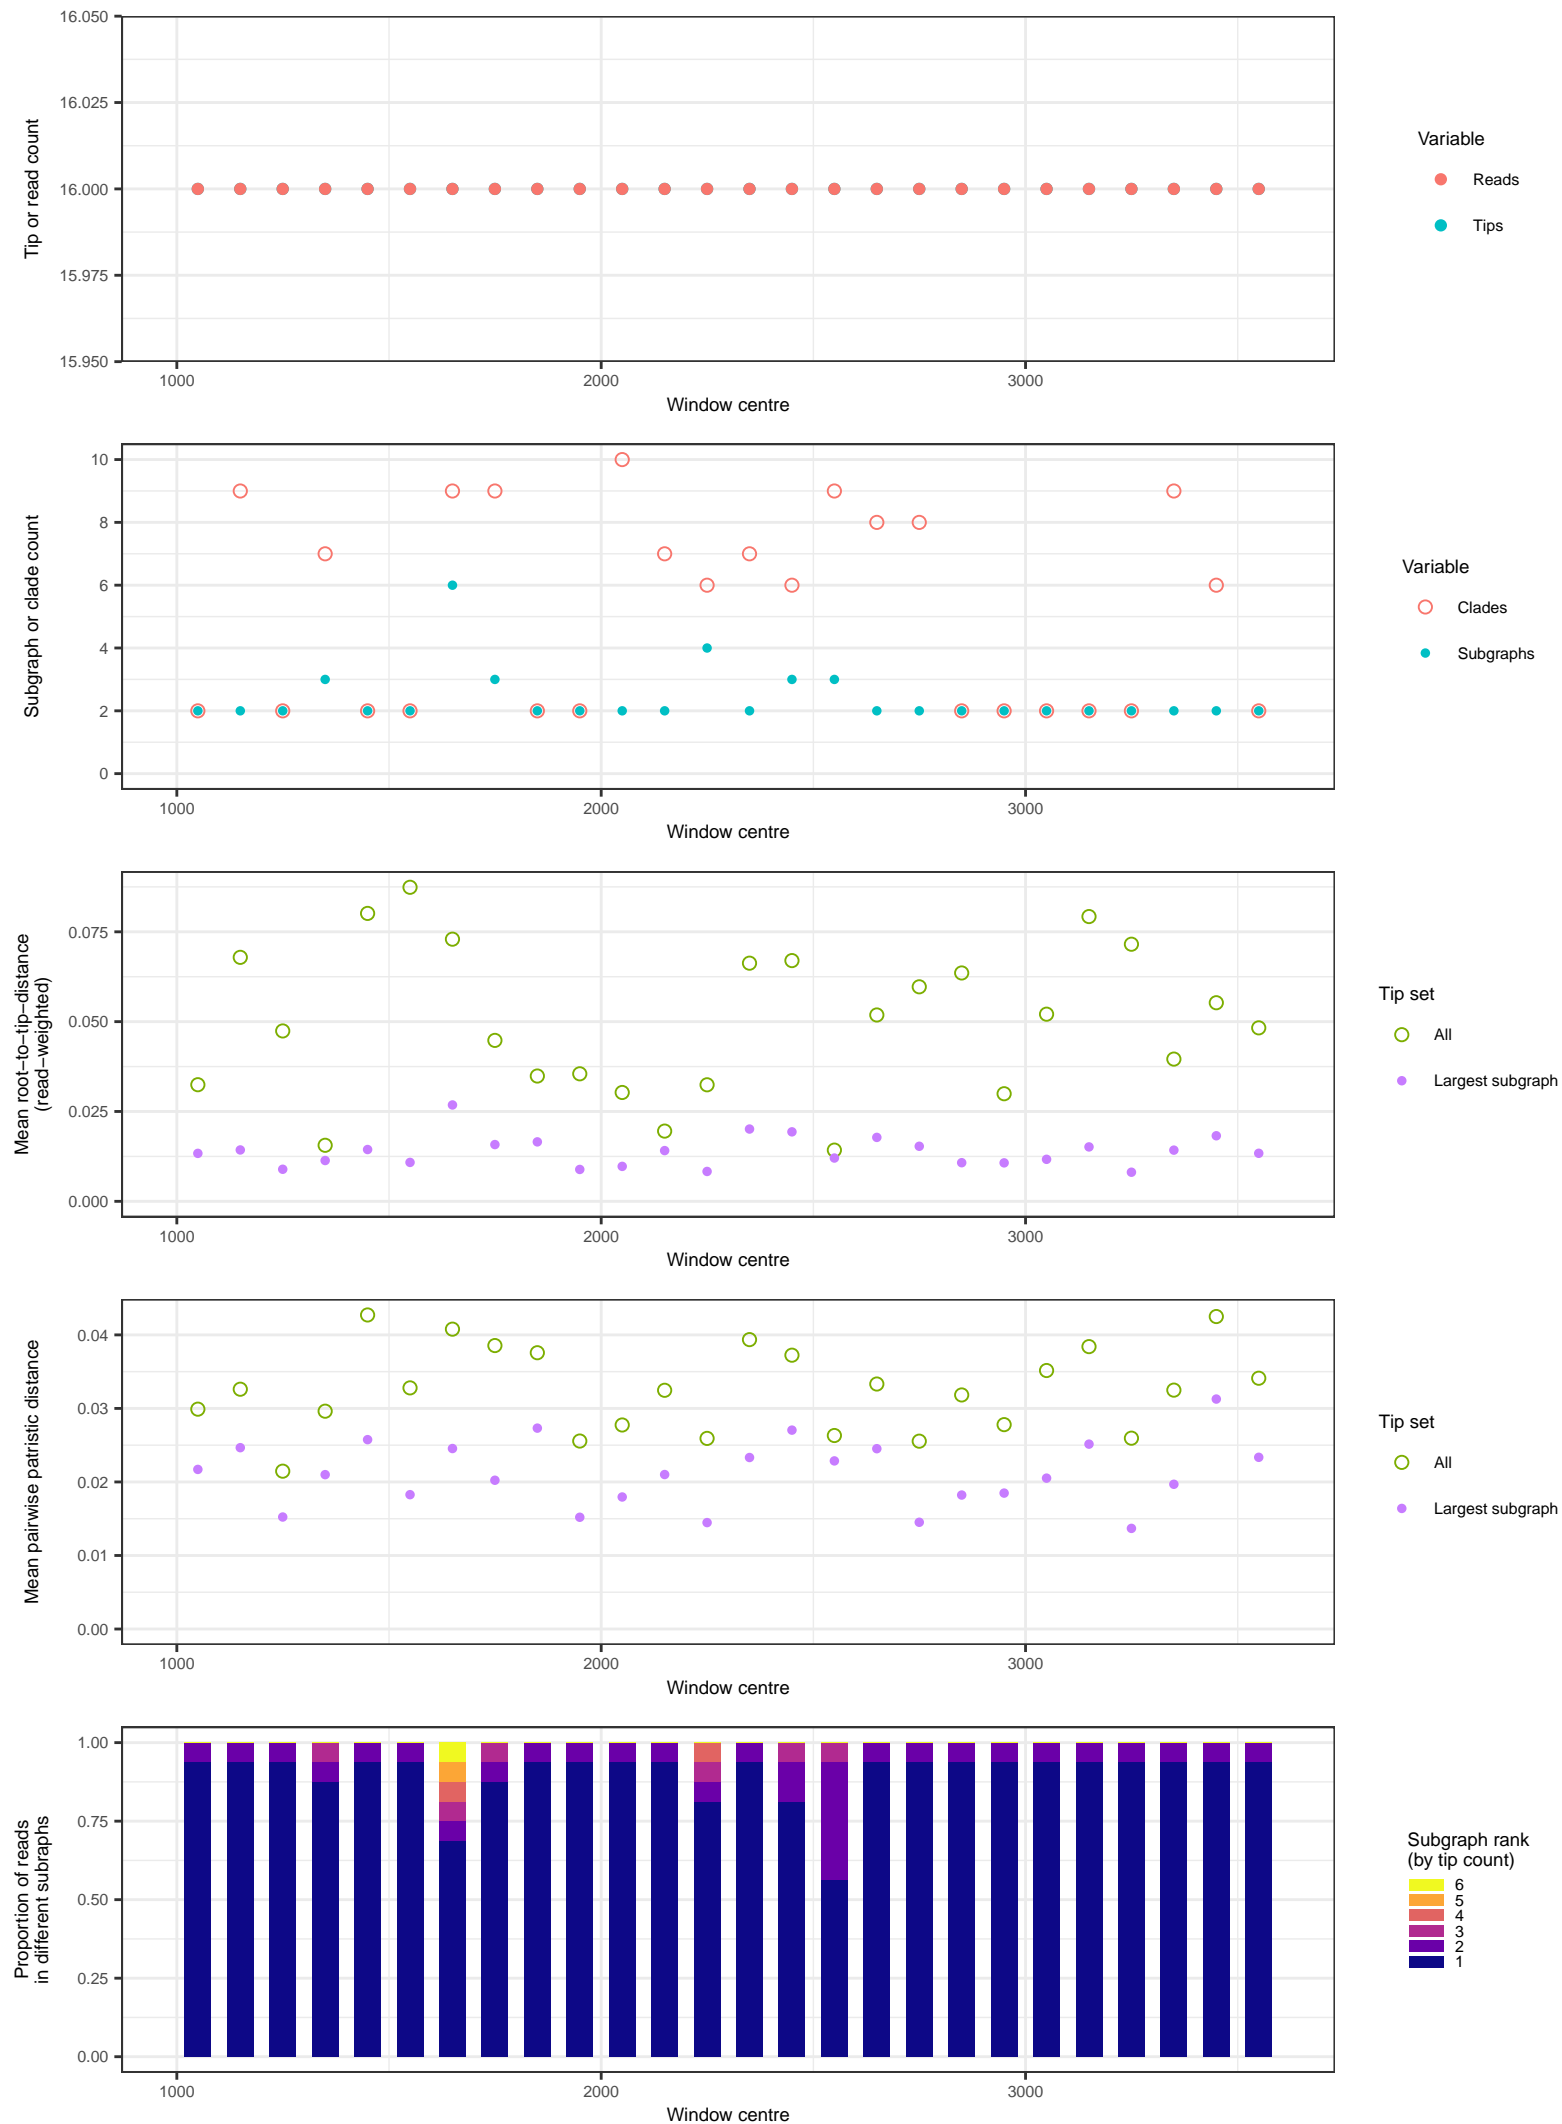 16.050
16.025
16.000
15.975
15.950
Tip or read count
1000
2000
3000
Window centre
Variable
Reads
Tips
10
8
6
4
2
0
Subgraph or clade count
1000
2000
3000
Window centre
Variable
Clades
Subgraphs
0.075
0.050
0.025
0.000
Mean root−to−tip−distance
(read−weighted)
1000
2000
3000
Window centre
Tip set
All
Largest subgraph
0.04
0.03
0.02
0.01
0.00
Mean pairwise patristic distance
1000
2000
3000
Window centre
Tip set
All
Largest subgraph
1.00
0.75
0.50
0.25
0.00
Proportion of reads
in different subraphs
1000
2000
3000
Window centre
Subgraph rank
(by tip count)
6
5
4
3
2
1